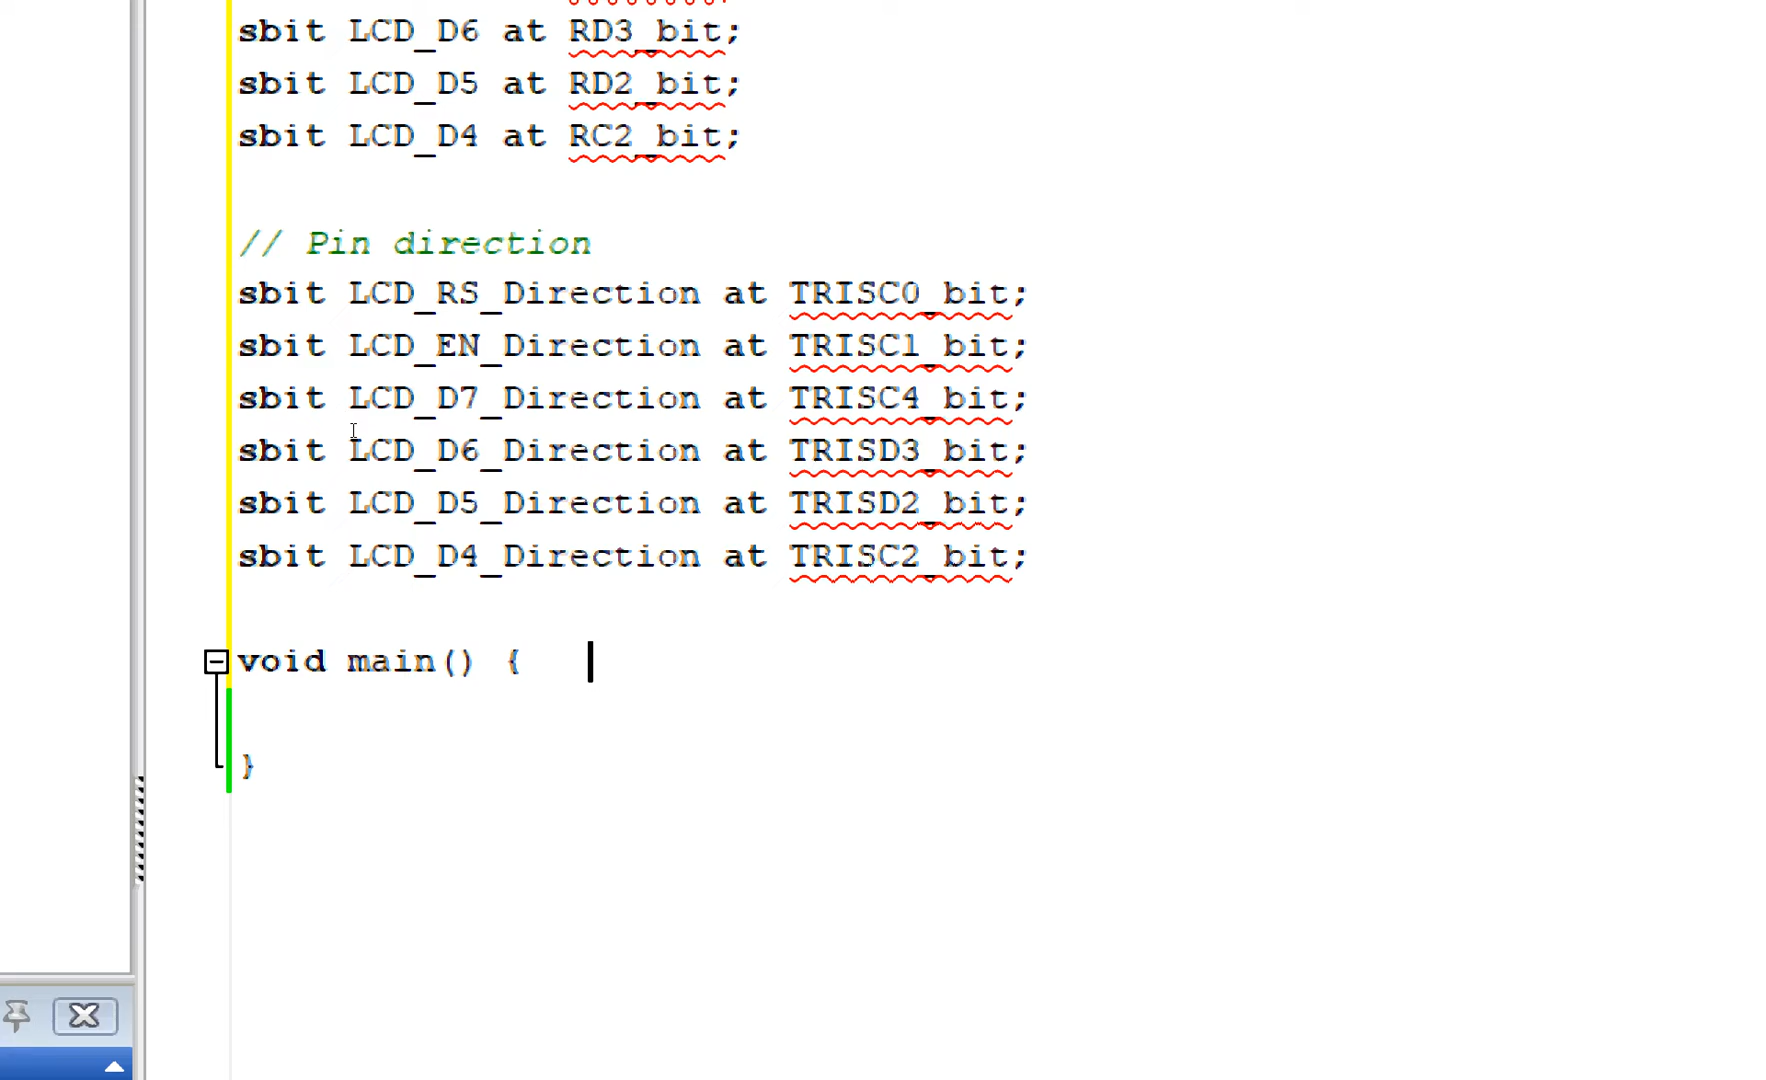 sbit LCD_D6 at RD3_bit;
sbit LCD_D5 at RD2_bit;
sbit LCD_D4 at RC2_bit;
// Pin direction
sbit LCD_RS_Direction at TRISC0_bit;
sbit LCD_EN_Direction at TRISC1_bit;
sbit LCD_D7_Direction at TRISC4_bit;
sbit LCD_D6_Direction at TRISD3_bit;
sbit LCD_D5_Direction at TRISD2_bit;
sbit LCD_D4_Direction at TRISC2_bit;
void main() {
}